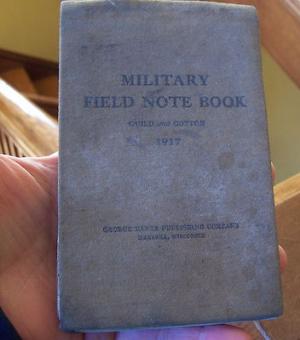 MILITARY
FIELD NOTE BOOK
GUILD AND COTTON
1917
GEORGE BANTA PUBLISHING COMPANY
MENASHA, WISCONSIN